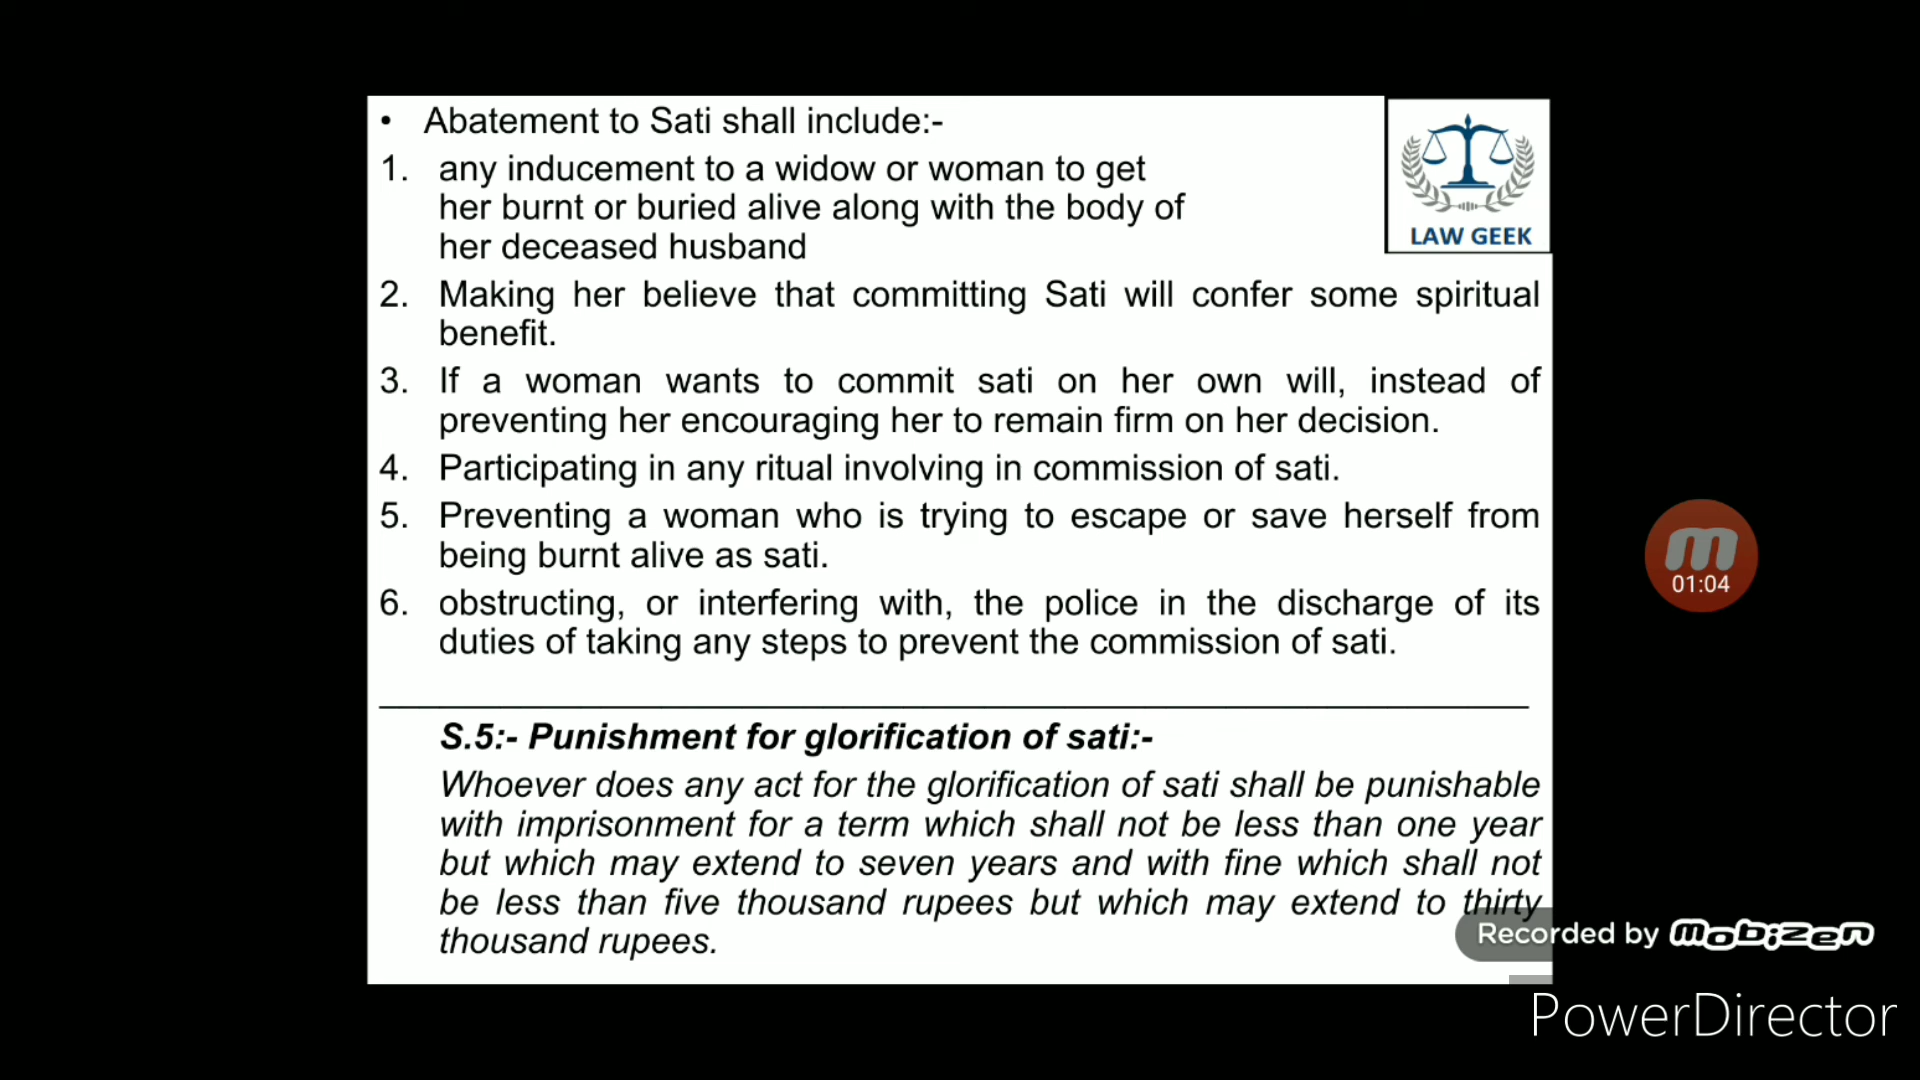 • Abatement to Sati shall include:-
1. any inducement to a widow or woman to get
her burnt or buried alive along with the body of
her deceased husband
LAW GEEK
2. Making her believe that committing Sati will confer some spiritual
benefit.
3. If a woman wants to commit sati on her own will, instead of
preventing her encouraging her to remain firm on her decision.
4. Participating in any ritual involving in commission of sati.
5. Preventing a woman who is trying to escape or save herself from
being burnt alive as sati.
6. obstructing, or interfering with, the police in the discharge of its
duties of taking any steps to prevent the commission of sati.
01:04
S.5:- Punishment for glorification of sati:-
Whoever does any act for the glorification of sati shall be punishable
with imprisonment for a term which shall not be less than one year
but which may extend to seven years and with fine which shall not
be less than five thousand rupees but which may extend to thirty
thousand rupees.
Recorded by mobizen
PowerDirector